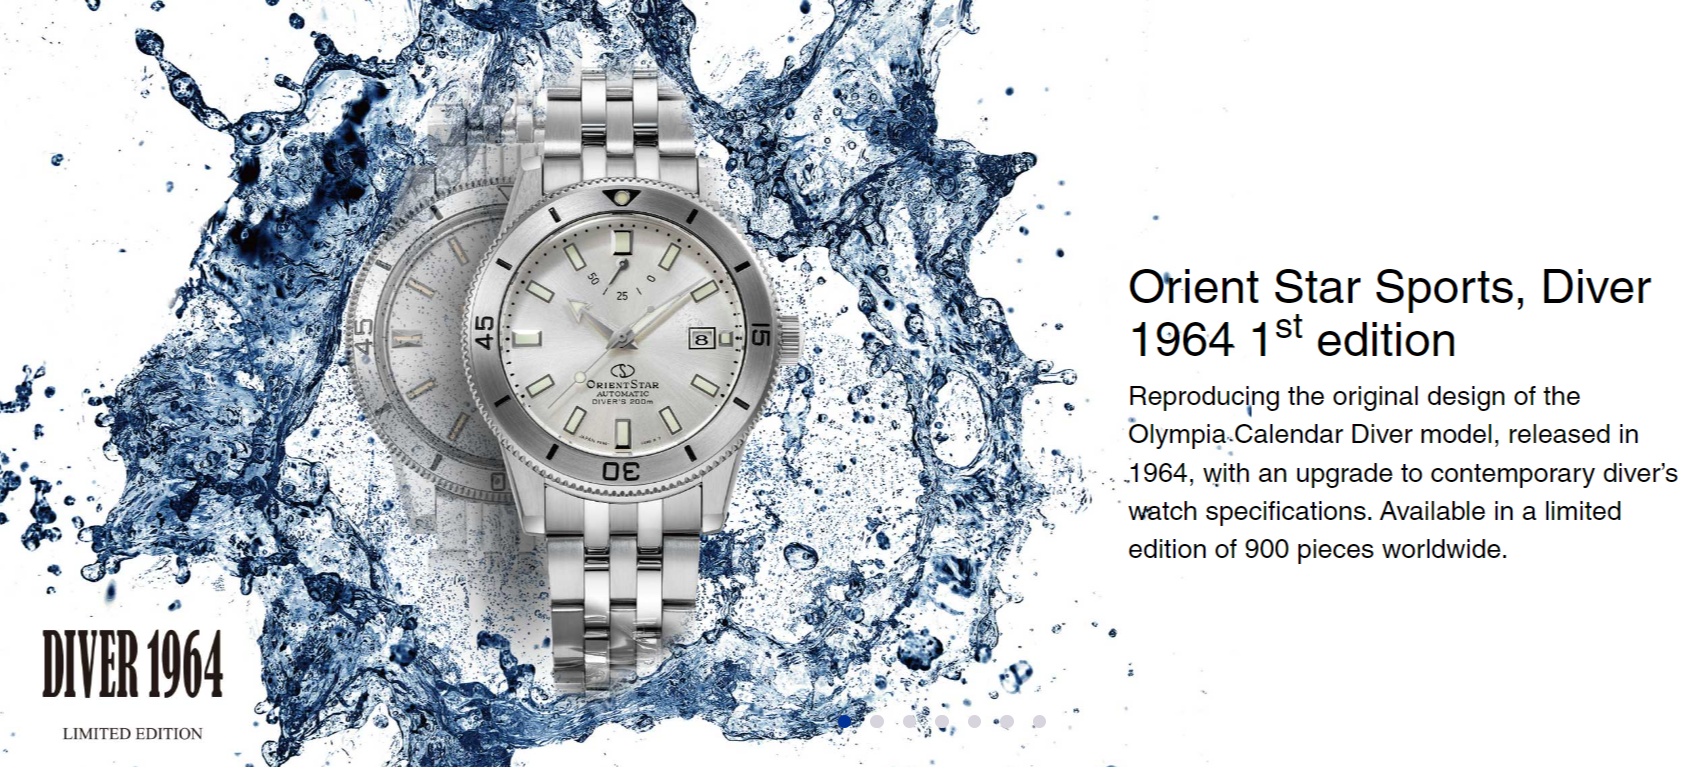 Orient Star Sports, Diver
1964 1st edition
Reproducing the original design of the
Olympia Calendar Diver model, released in
1964, with an upgrade to contemporary diver's
watch specifications. Available in a limited
edition of 900 pieces worldwide.
45
15
30
50
25
0
8
ORIENTSTAR
AUTOMATIC
DIVER'S 200m
45
DIVER 1964
LIMITED EDITION